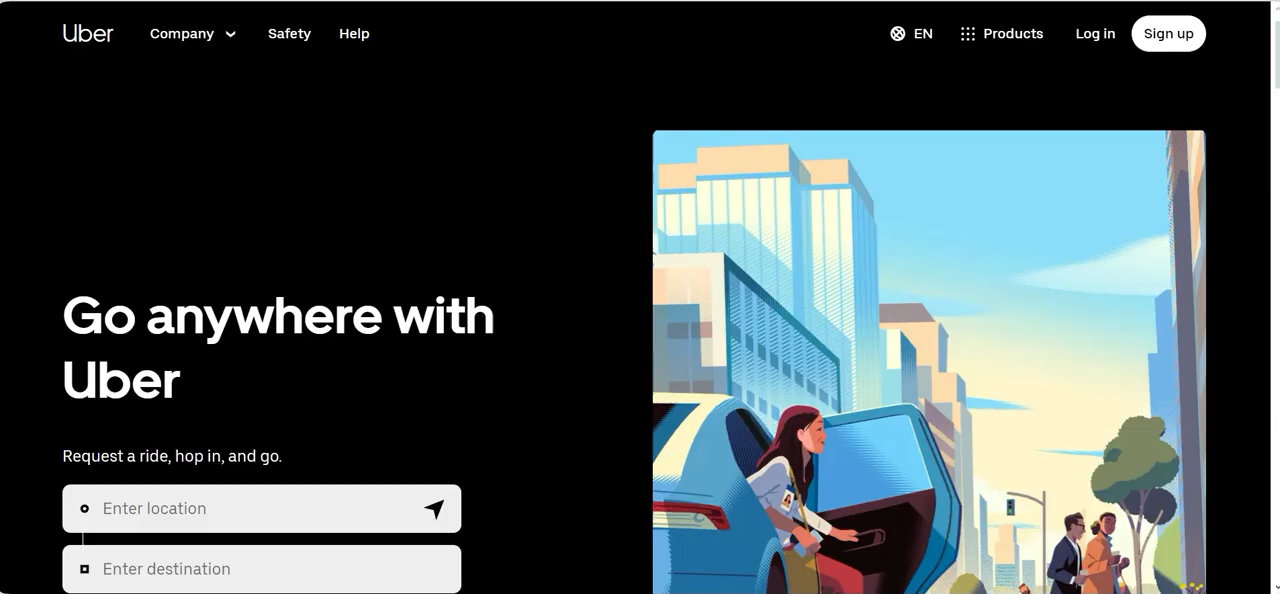 Uber
Company
Safety
Help
EN
Products
Log in
Sign up
Go anywhere with
Uber
Request a ride, hop in, and go.
Enter location
Enter destination